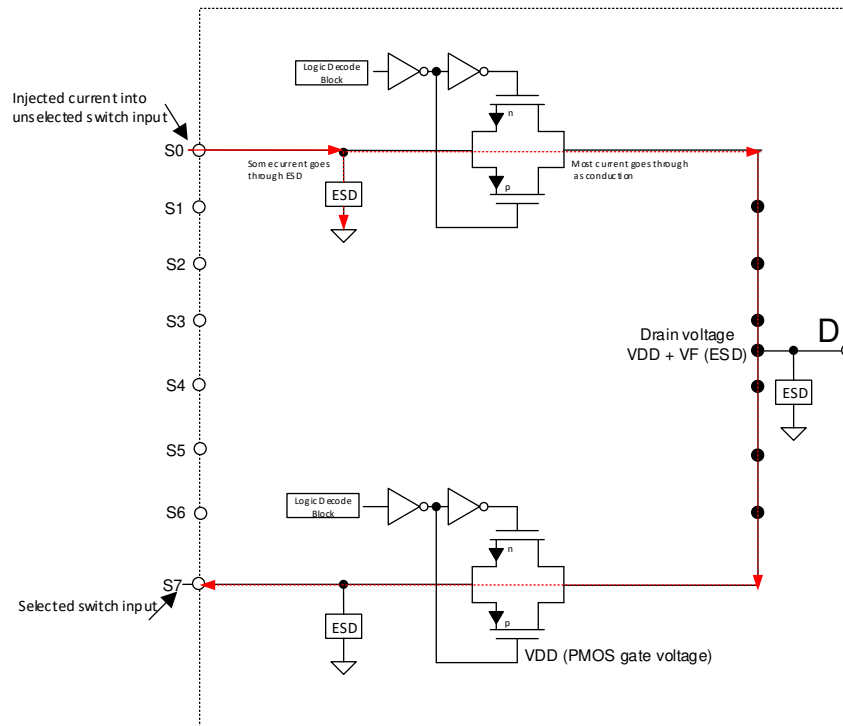 Logic Decode
Block
n
Injected current into
unselected switch input
S0
Some current goes
through ESD
Most current goes through
as conduction
p
ESD
S1
S2
S3
Drain voltage
VDD + VF (ESD)
D
S4
ESD
S5
S6
Logic Decode
Block
n
S7
Selected switch input
ESD
p
VDD (PMOS gate voltage)